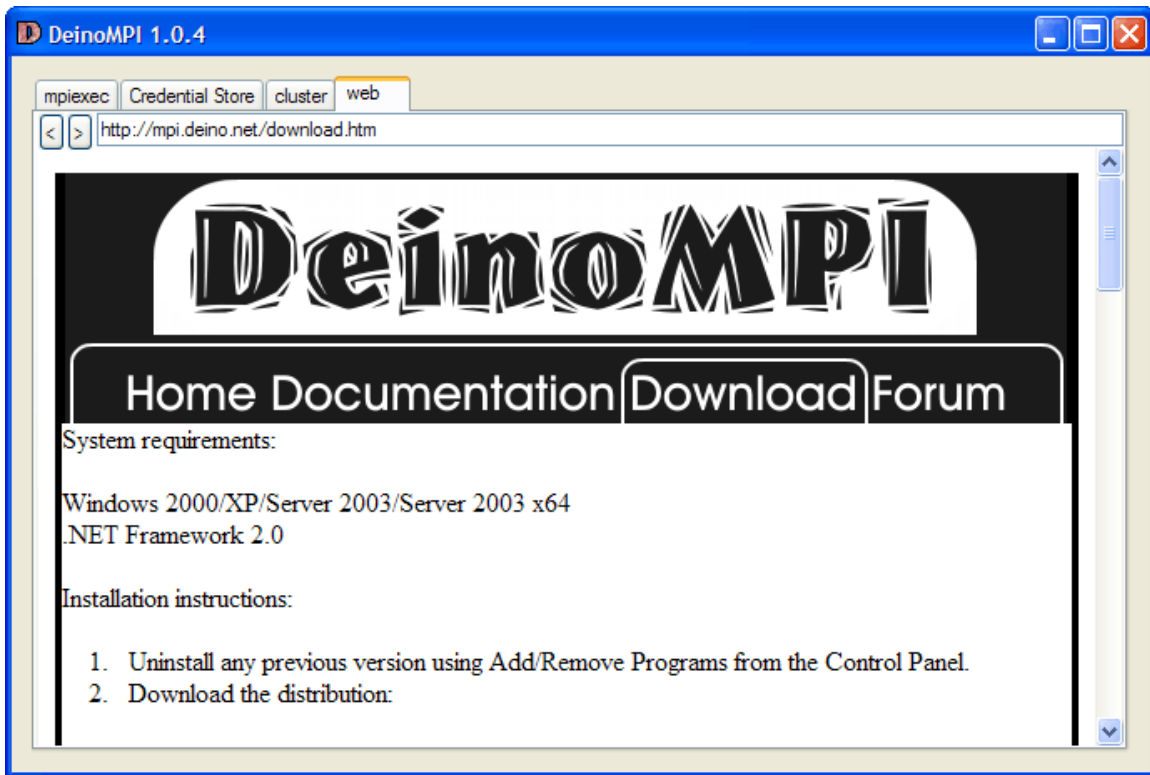 DeinoMPI 1.0.4
mpiexec Credential Store cluster web
< > http://mpi.deino.net/download.htm
DeinoMPI
Home Documentation Download Forum
System requirements:
Windows 2000/XP/Server 2003/Server 2003 x64
.NET Framework 2.0
Installation instructions:
1. Uninstall any previous version using Add/Remove Programs from the Control Panel.
2. Download the distribution: